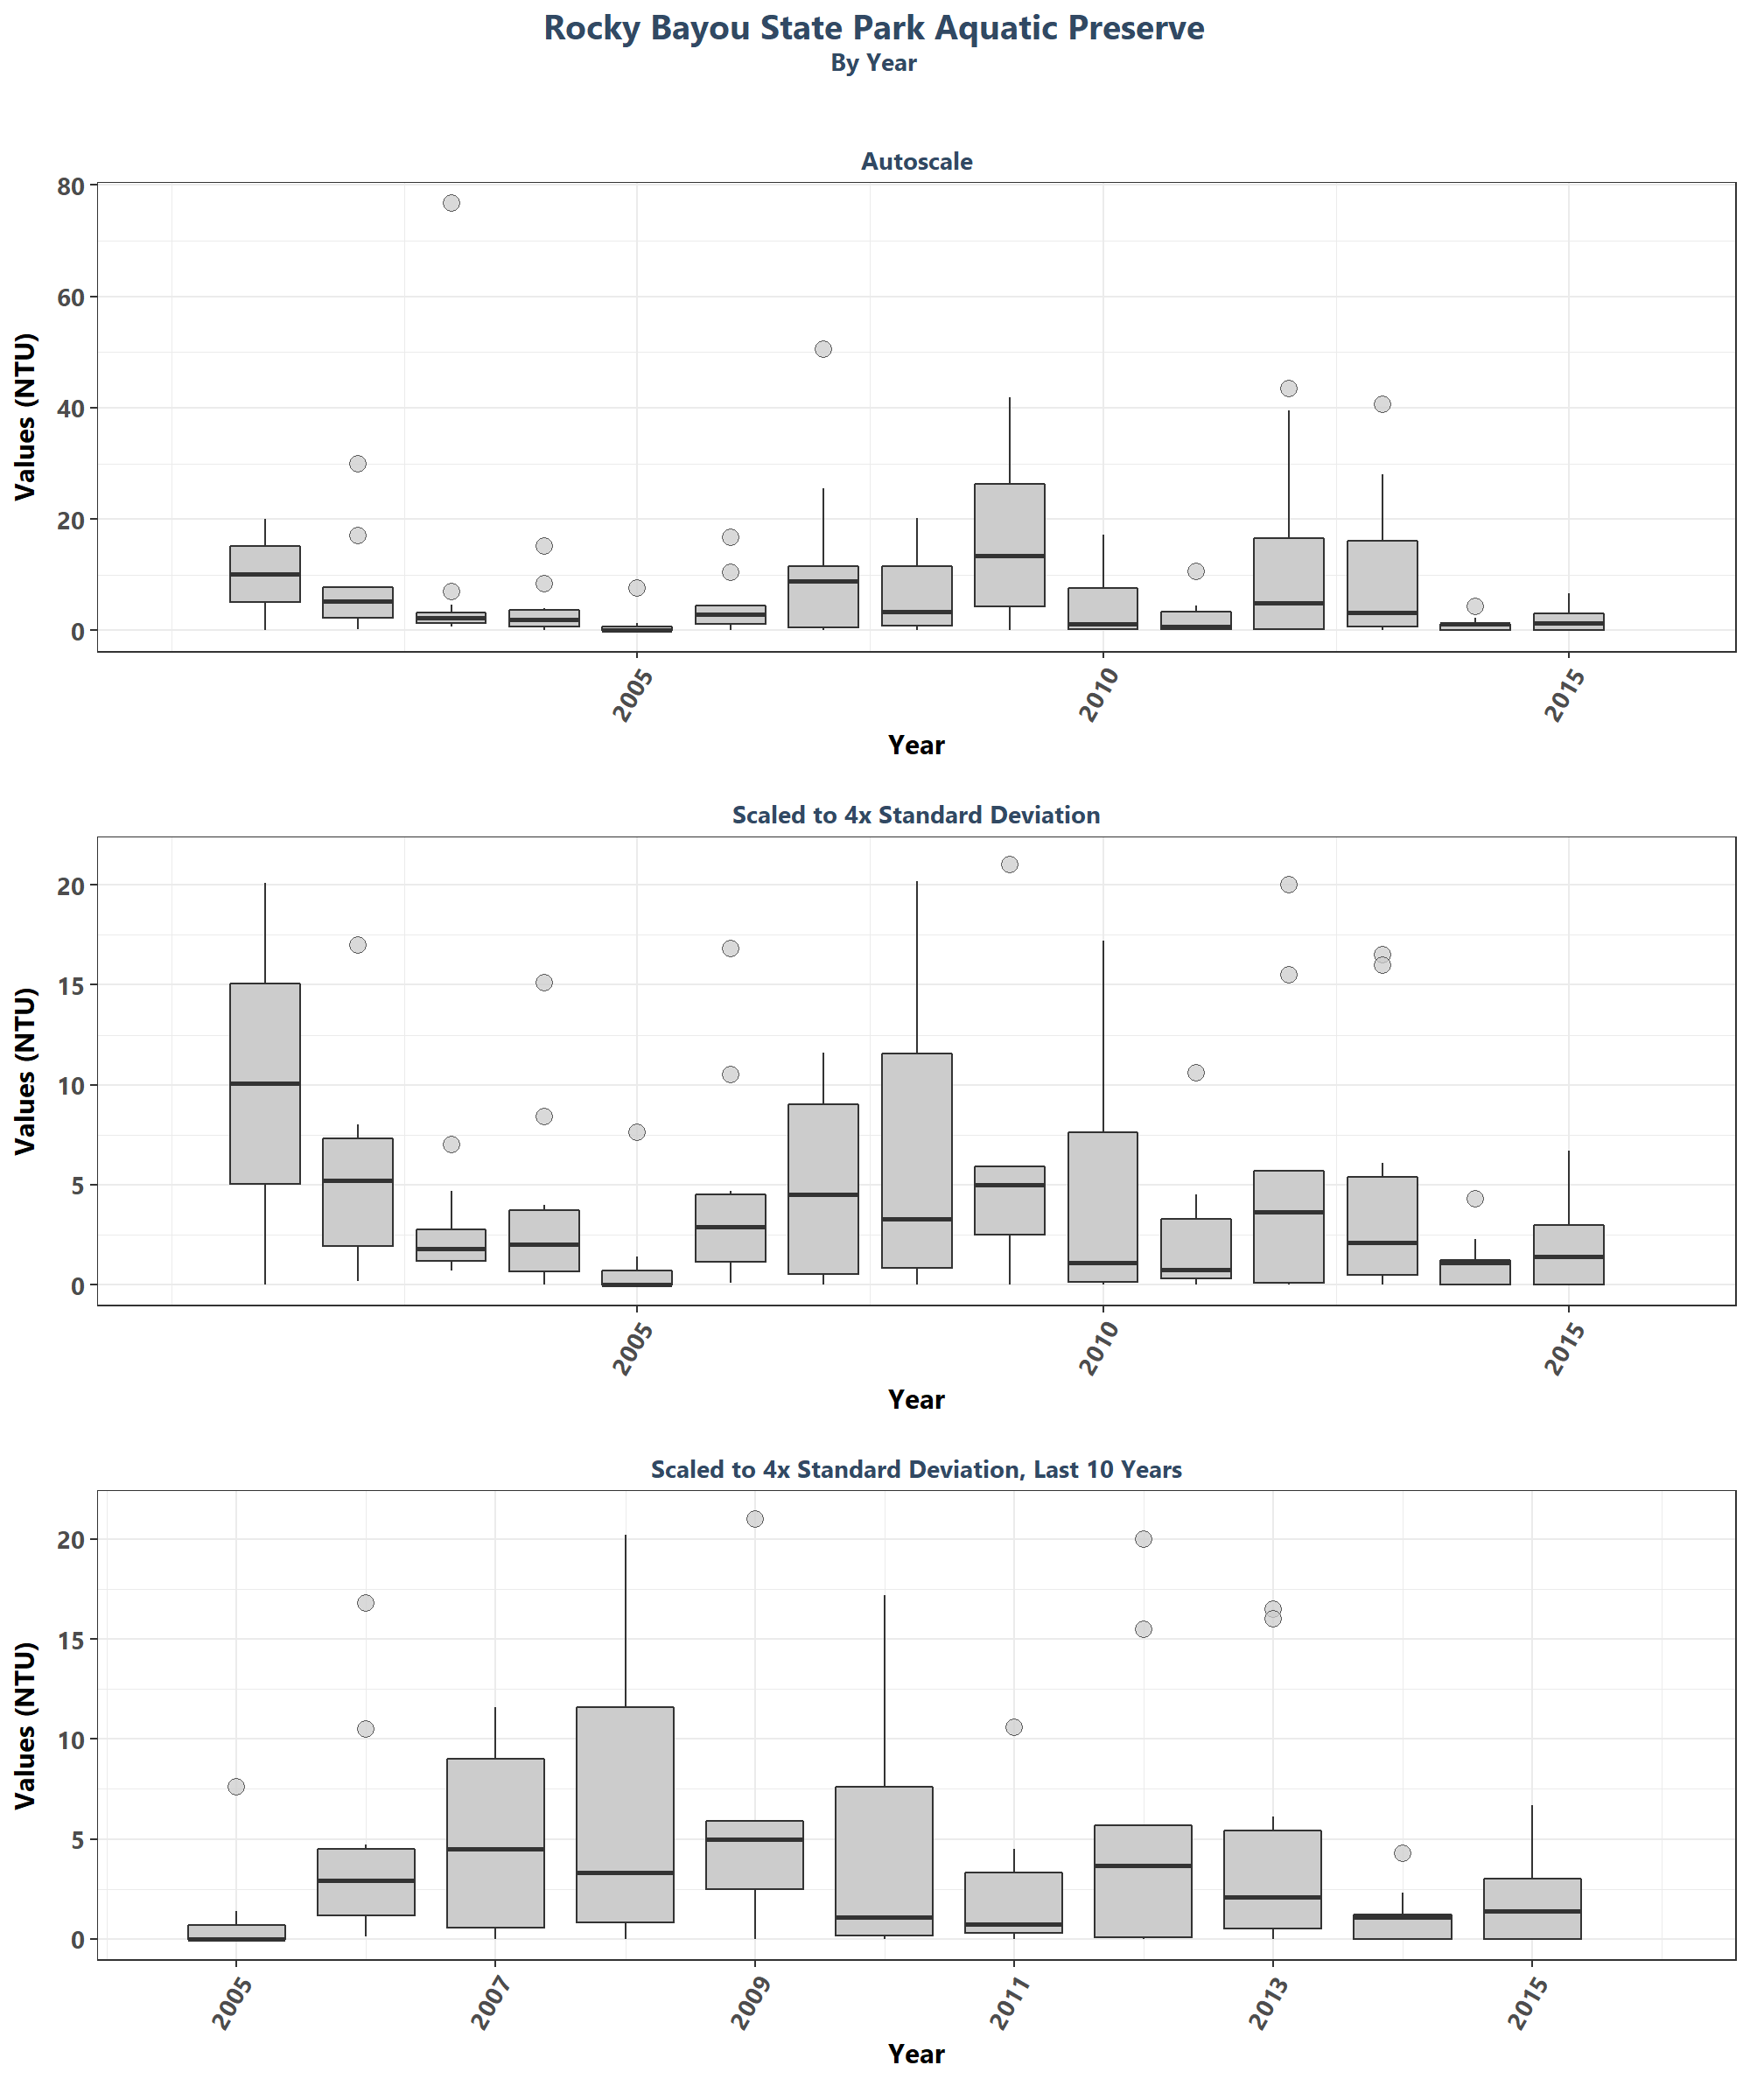 Rocky Bayou State Park Aquatic Preserve
By Year
Autoscale
Values (NTU)
80
60
40
20
0
2005
2010
2015
Year
Scaled to 4x Standard Deviation
Values (NTU)
20
15
10
5
0
2005
2010
2015
Year
Scaled to 4x Standard Deviation, Last 10 Years
Values (NTU)
20
15
10
5
0
2005
2007
2009
2011
2013
2015
Year